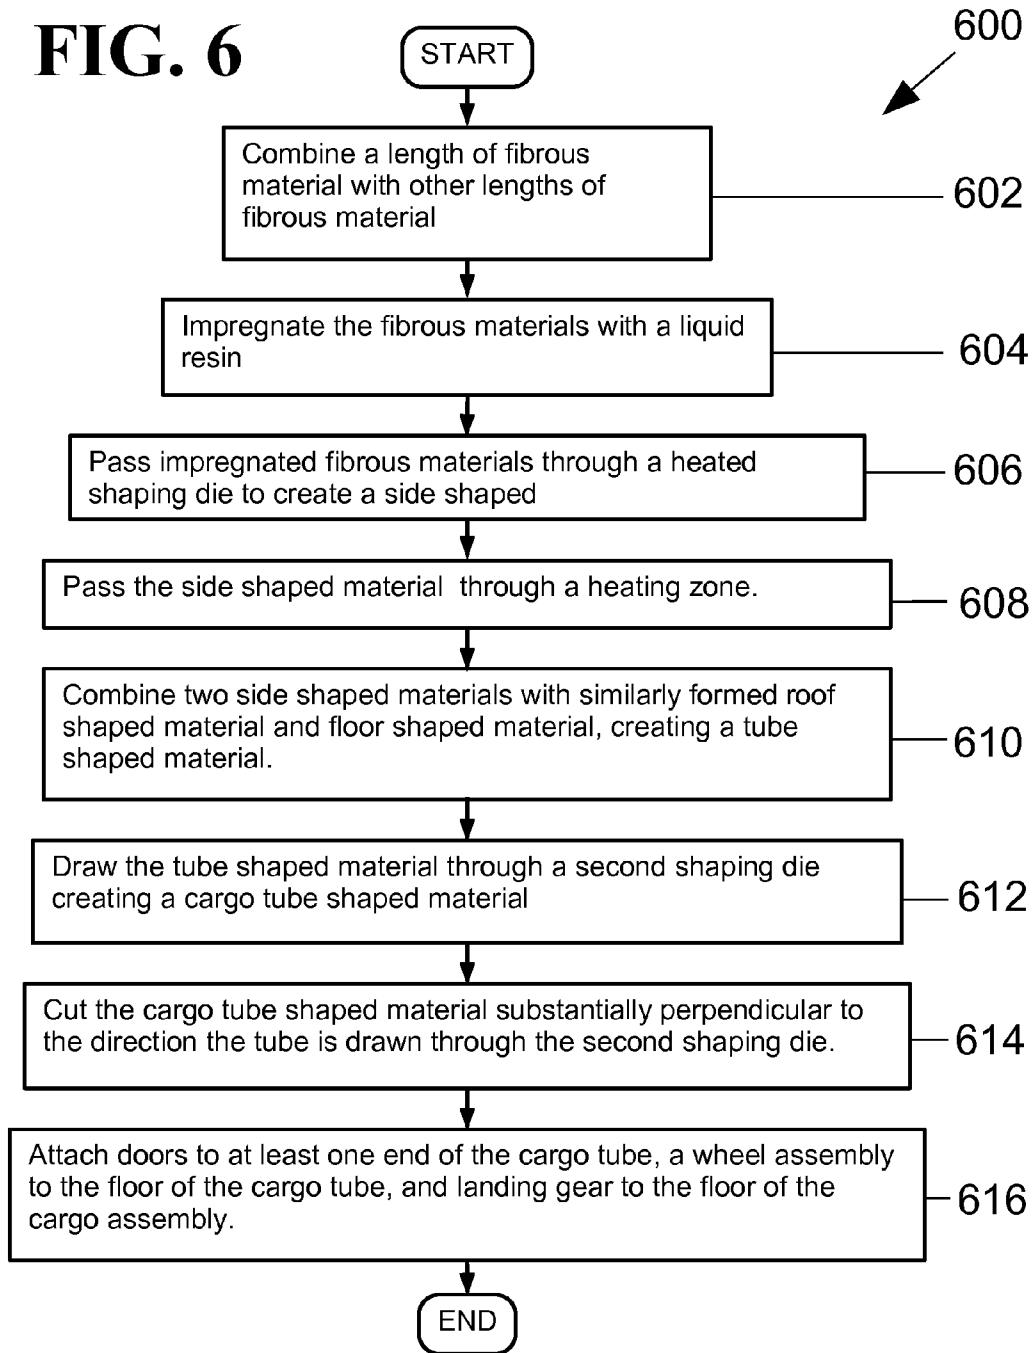 FIG. 6
START
600
Combine a length of fibrous
material with other lengths of
fibrous material
602
Impregnate the fibrous materials with a liquid
resin
604
Pass impregnated fibrous materials through a heated
shaping die to create a side shaped
606
Pass the side shaped material  through a heating zone.
608
Combine two side shaped materials with similarly formed roof
shaped material and floor shaped material, creating a tube
shaped material.
610
Draw the tube shaped material through a second shaping die
creating a cargo tube shaped material
612
Cut the cargo tube shaped material substantially perpendicular to
the direction the tube is drawn through the second shaping die.
614
Attach doors to at least one end of the cargo tube, a wheel assembly
to the floor of the cargo tube, and landing gear to the floor of the
cargo assembly.
616
END